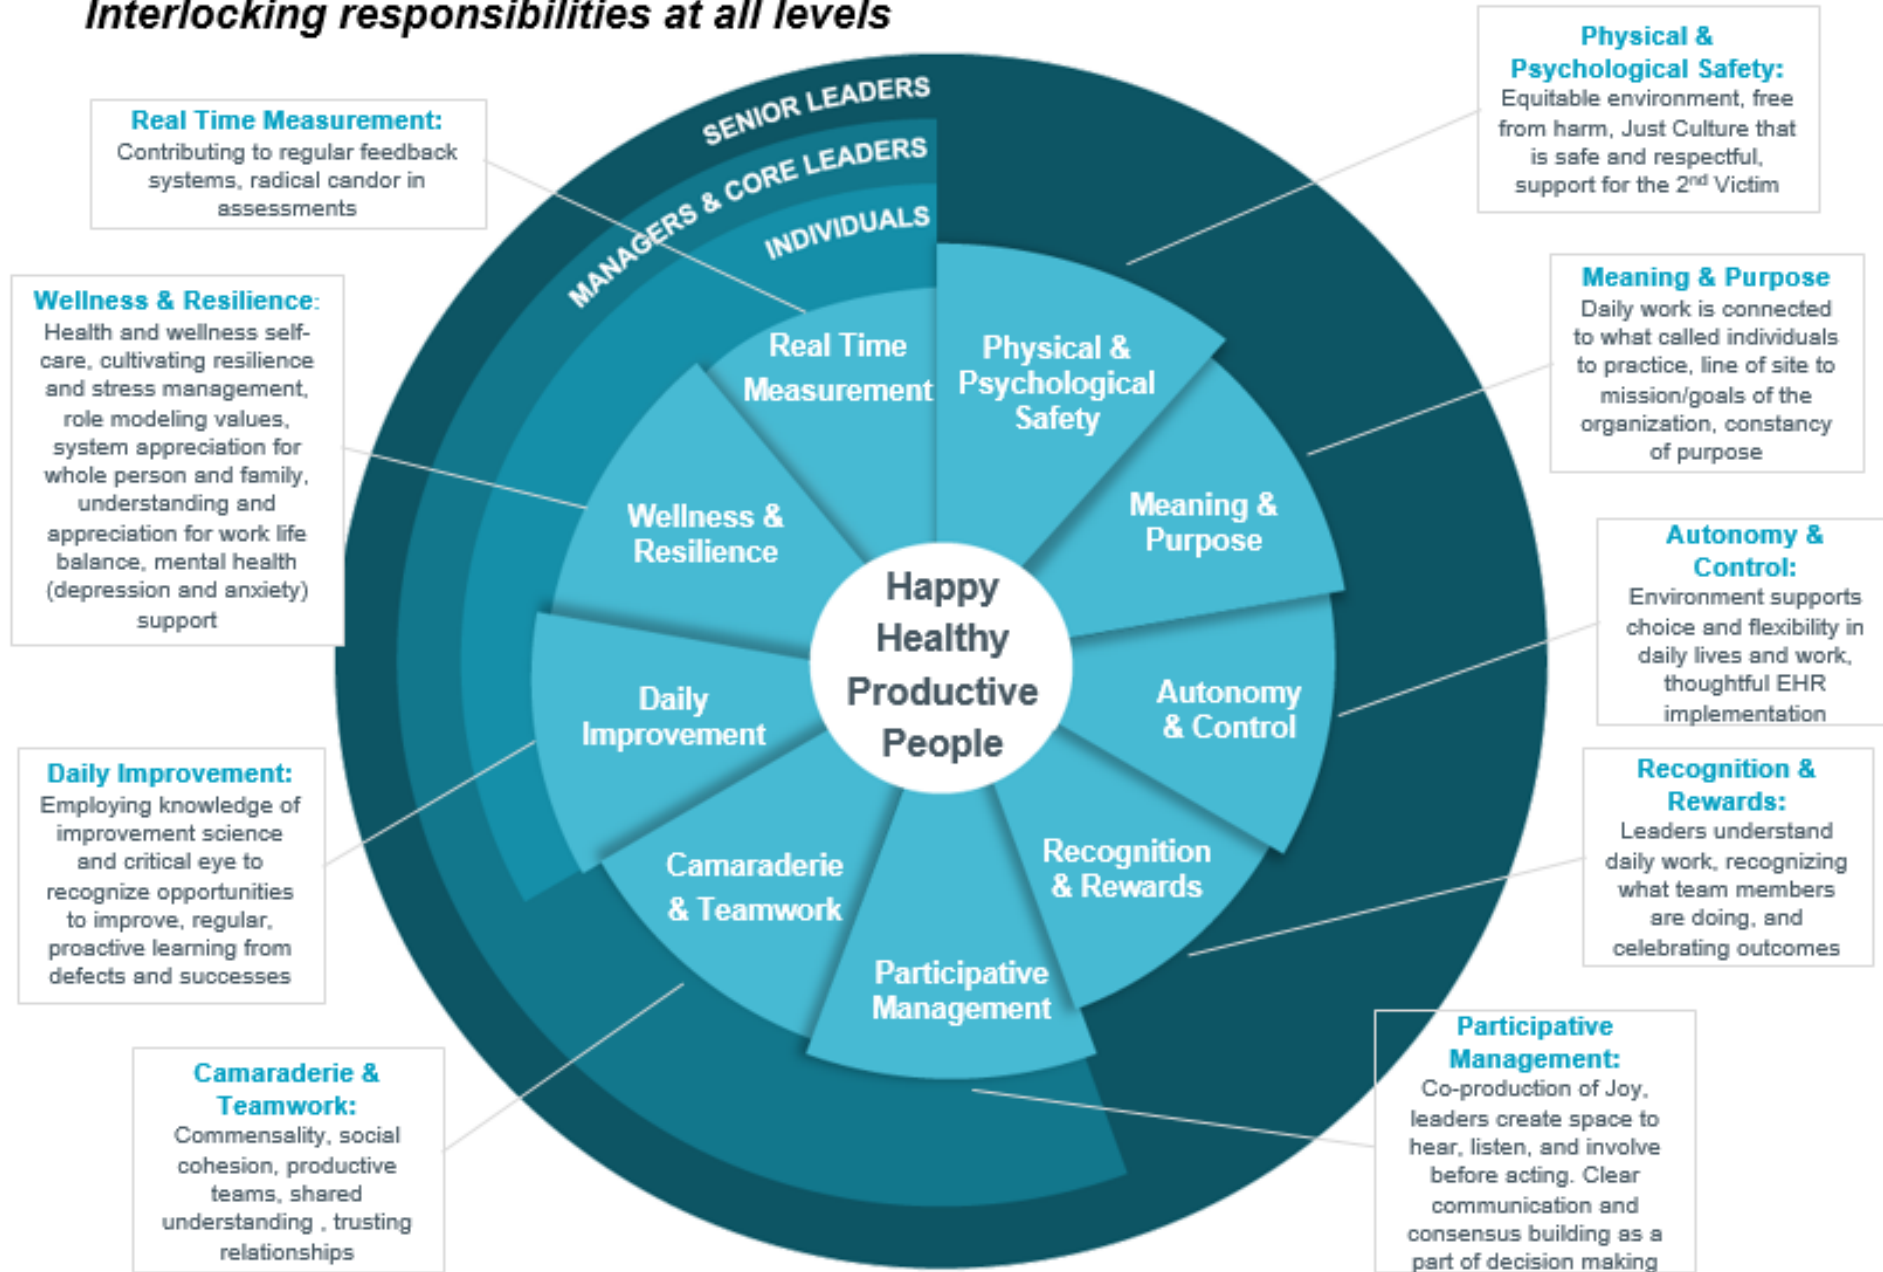 Interlocking responsibilities at all levels
SENIOR LEADERS
MANAGERS & CORE LEADERS
INDIVIDUALS
Real Time
Measurement
Physical &
Psychological
Safety
Meaning &
Purpose
Autonomy
& Control
Recognition
& Rewards
Participative
Management
Camaraderie
& Teamwork
Daily
Improvement
Wellness &
Resilience
Happy
Healthy
Productive
People
Physical &
Psychological Safety:
Equitable environment, free
from harm, Just Culture that
is safe and respectful,
support for the 2nd Victim
Meaning & Purpose
Daily work is connected
to what called individuals
to practice, line of site to
mission/goals of the
organization, constancy
of purpose
Autonomy &
Control:
Environment supports
choice and flexibility in
daily lives and work,
thoughtful EHR
implementation
Recognition &
Rewards:
Leaders understand
daily work, recognizing
what team members
are doing, and
celebrating outcomes
Participative
Management:
Co-production of Joy,
leaders create space to
hear, listen, and involve
before acting. Clear
communication and
consensus building as a
part of decision making
Camaraderie &
Teamwork:
Commensality, social
cohesion, productive
teams, shared
understanding , trusting
relationships
Daily Improvement:
Employing knowledge of
improvement science
and critical eye to
recognize opportunities
to improve, regular,
proactive learning from
defects and successes
Wellness & Resilience:
Health and wellness self-
care, cultivating resilience
and stress management,
role modeling values,
system appreciation for
whole person and family,
understanding and
appreciation for work life
balance, mental health
(depression and anxiety)
support
Real Time Measurement:
Contributing to regular feedback
systems, radical candor in
assessments